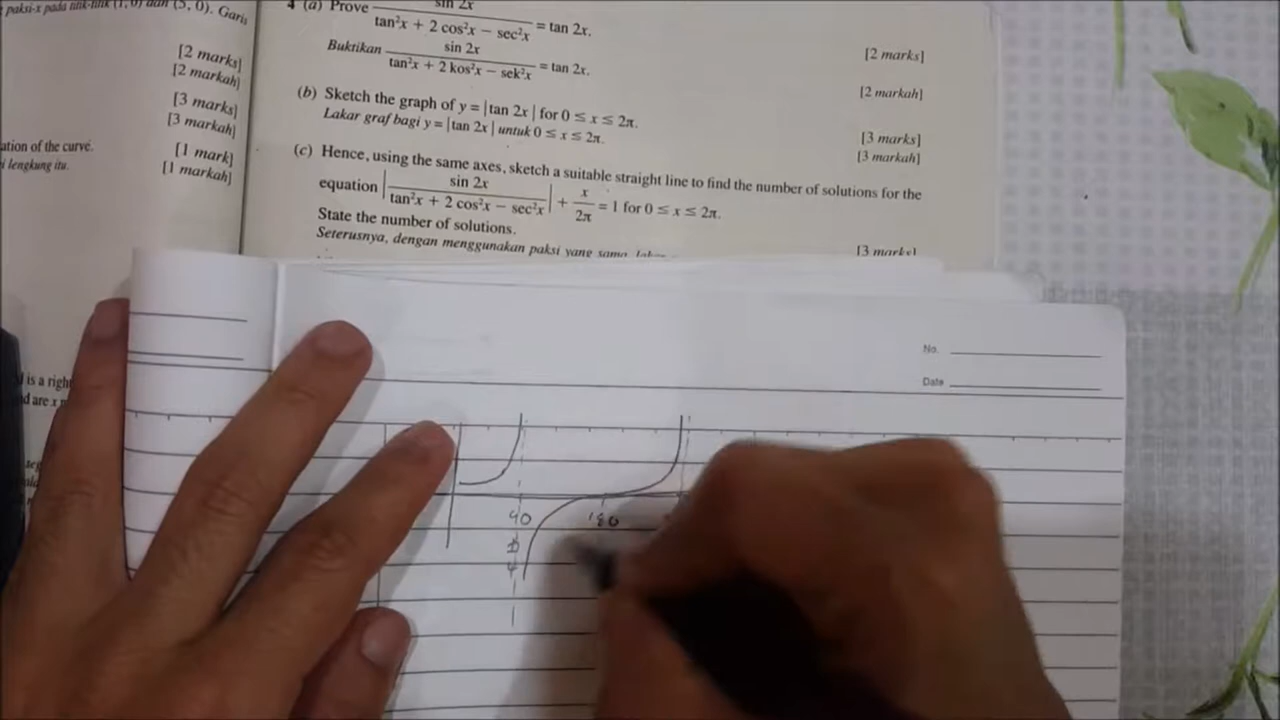 paksi-x pada titik-titik (1, 0) dan (5, 0). Garis
[2 marks]
[2 markah]
[3 marks]
[3 markah]
ation of the curve.
i lengkung itu.
[1 mark]
[1 markah]
is a right
d are x
4 (a) Prove sin 2x / (tan²x + 2 cos²x − sec²x) = tan 2x.
[2 marks]
Buktikan sin 2x / (tan²x + 2 kos²x − sek²x) = tan 2x.
[2 markah]
(b) Sketch the graph of y = |tan 2x| for 0 ≤ x ≤ 2π.
[3 marks]
Lakar graf bagi y = |tan 2x| untuk 0 ≤ x ≤ 2π.
[3 markah]
(c) Hence, using the same axes, sketch a suitable straight line to find the number of solutions for the
equation |sin 2x / (tan²x + 2 cos²x − sec²x)| + x/2π = 1 for 0 ≤ x ≤ 2π.
State the number of solutions.
[3 marks]
Seterusnya, dengan menggunakan paksi yang sama,
No.
Date
90
180